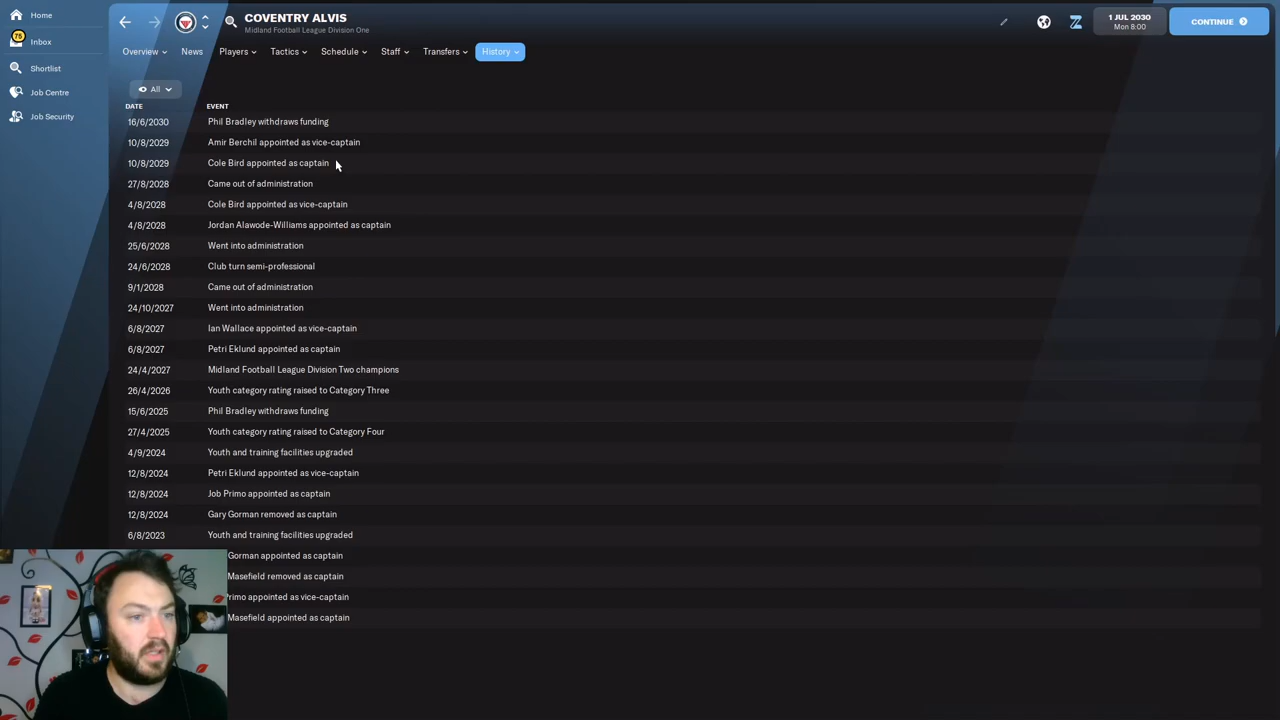 Home
75
Inbox
Shortlist
Job Centre
Job Security
COVENTRY ALVIS
Midland Football League Division One
1 JUL 2030
Mon 8:00
CONTINUE
Overview
News
Players
Tactics
Schedule
Staff
Transfers
History
All
DATE EVENT
16/6/2030 Phil Bradley withdraws funding
10/8/2029 Amir Berchil appointed as vice-captain
10/8/2029 Cole Bird appointed as captain
27/8/2028 Came out of administration
4/8/2028 Cole Bird appointed as vice-captain
4/8/2028 Jordan Alawode-Williams appointed as captain
25/6/2028 Went into administration
24/6/2028 Club turn semi-professional
9/1/2028 Came out of administration
24/10/2027 Went into administration
6/8/2027 Ian Wallace appointed as vice-captain
6/8/2027 Petri Eklund appointed as captain
24/4/2027 Midland Football League Division Two champions
26/4/2026 Youth category rating raised to Category Three
15/6/2025 Phil Bradley withdraws funding
27/4/2025 Youth category rating raised to Category Four
4/9/2024 Youth and training facilities upgraded
12/8/2024 Petri Eklund appointed as vice-captain
12/8/2024 Job Primo appointed as captain
12/8/2024 Gary Gorman removed as captain
6/8/2023 Youth and training facilities upgraded
Gorman appointed as captain
Masefield removed as captain
Primo appointed as vice-captain
Masefield appointed as captain